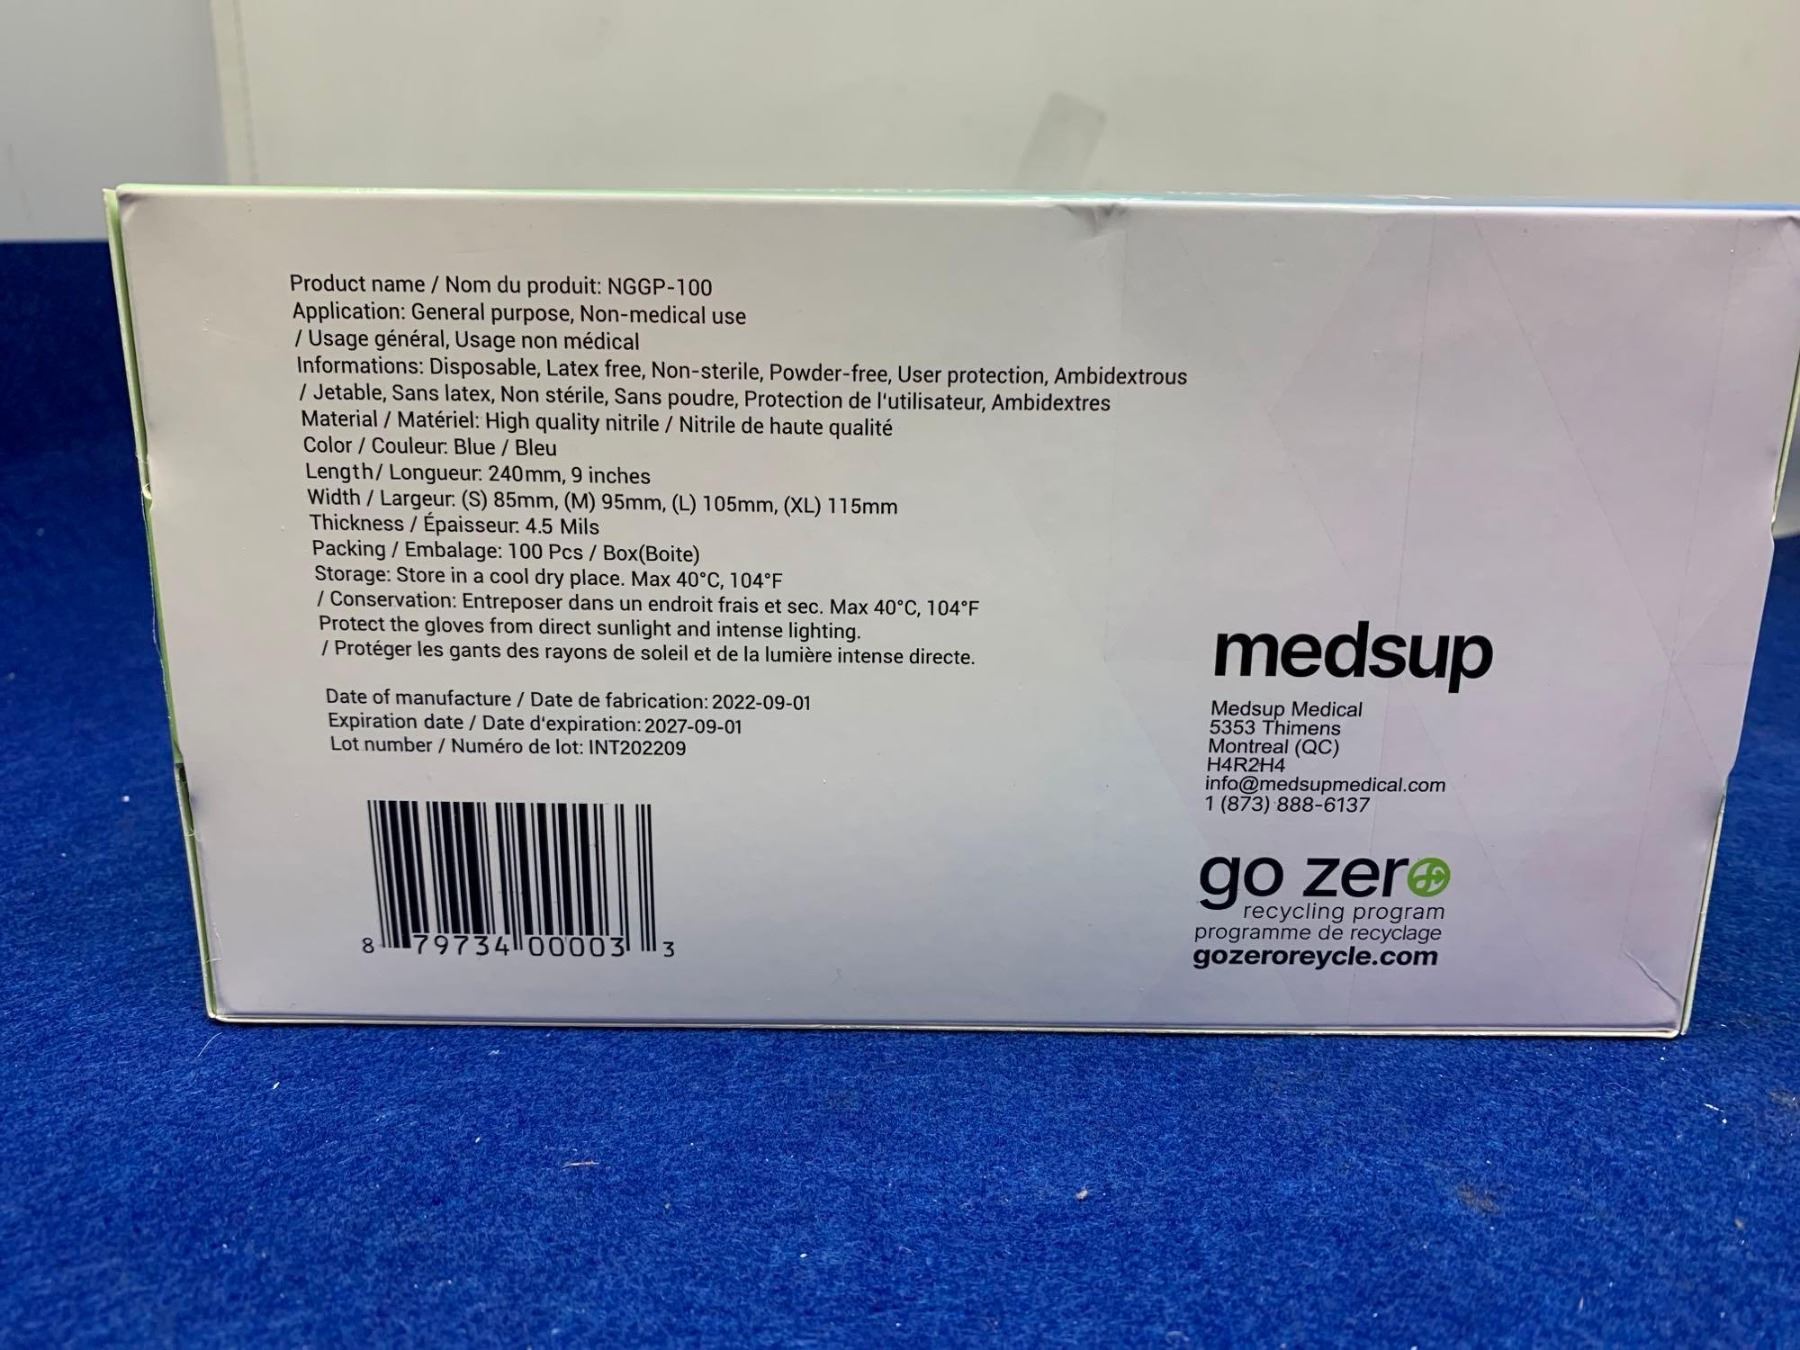 Product name / Nom du produit: NGGP-100
Application: General purpose, Non-medical use
/ Usage général, Usage non médical
Informations: Disposable, Latex free, Non-sterile, Powder-free, User protection, Ambidextrous
/ Jetable, Sans latex, Non stérile, Sans poudre, Protection de l'utilisateur, Ambidextres
Material / Matériel: High quality nitrile / Nitrile de haute qualité
Color / Couleur: Blue / Bleu
Length/ Longueur: 240mm, 9 inches
Width / Largeur: (S) 85mm, (M) 95mm, (L) 105mm, (XL) 115mm
Thickness / Épaisseur: 4.5 Mils
Packing / Embalage: 100 Pcs / Box(Boite)
Storage: Store in a cool dry place. Max 40°C, 104°F
/ Conservation: Entreposer dans un endroit frais et sec. Max 40°C, 104°F
Protect the gloves from direct sunlight and intense lighting.
/ Protéger les gants des rayons de soleil et de la lumière intense directe.
Date of manufacture / Date de fabrication: 2022-09-01
Expiration date / Date d'expiration: 2027-09-01
Lot number / Numéro de lot: INT202209
8 79734 00003 3
medsup
Medsup Medical
5353 Thimens
Montreal (QC)
H4R2H4
info@medsupmedical.com
1 (873) 888-6137
go zero
recycling program
programme de recyclage
gozeroreycle.com